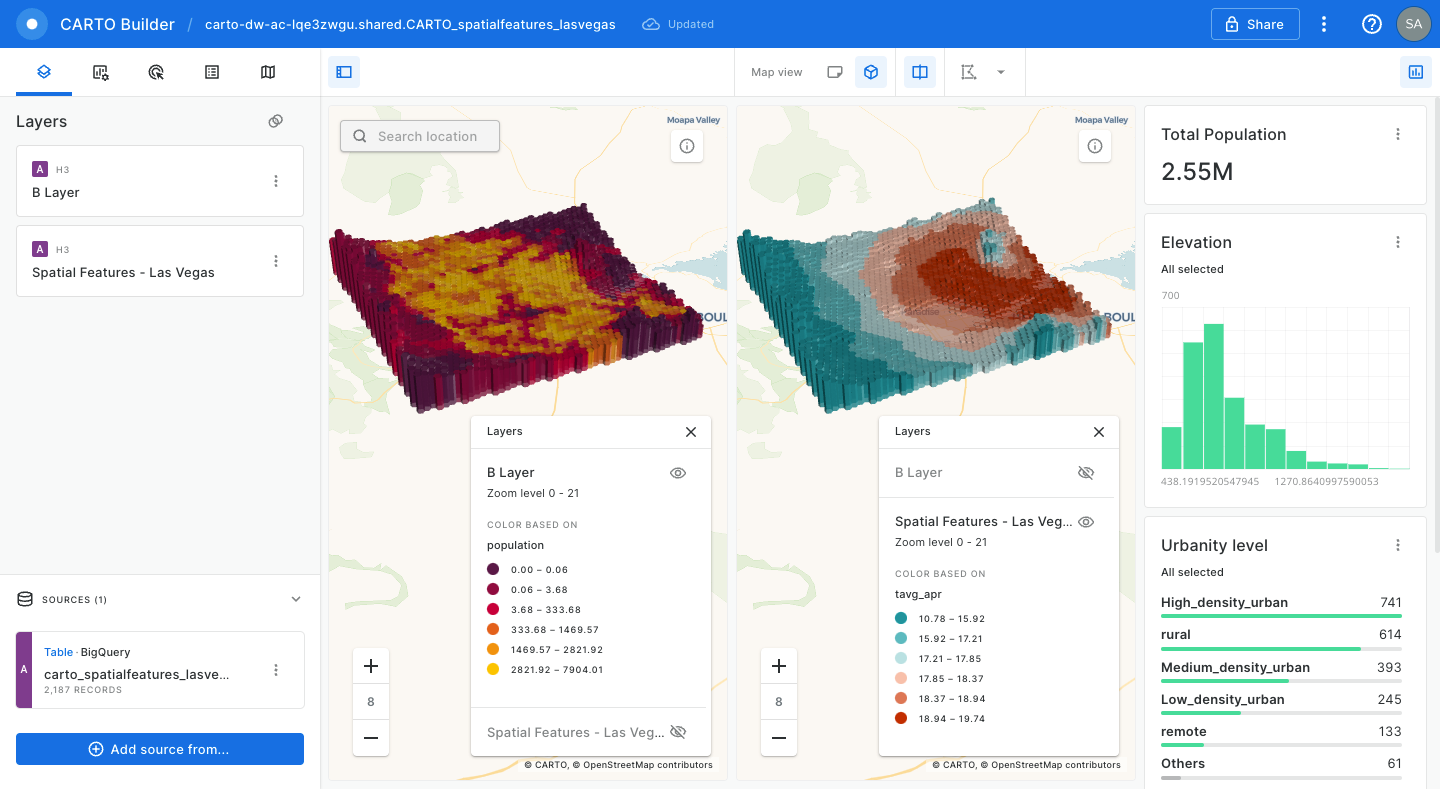 CARTO Builder / carto-dw-ac-lqe3zwgu.shared.CARTO_spatialfeatures_lasvegas Updated Share SA
Map view
Layers
A H3
B Layer
A H3
Spatial Features - Las Vegas
SOURCES (1)
A
Table · BigQuery
carto_spatialfeatures_lasve...
2,187 RECORDS
Add source from...
Search location
Moapa Valley
BOUL
Layers
B Layer
Zoom level 0 - 21
COLOR BASED ON
population
0.00 – 0.06
0.06 – 3.68
3.68 – 333.68
333.68 – 1469.57
1469.57 – 2821.92
2821.92 – 7904.01
Spatial Features - Las Veg...
8
© CARTO, © OpenStreetMap contributors
Moapa Valley
Paradise
BOUL
Layers
B Layer
Spatial Features - Las Veg...
Zoom level 0 - 21
COLOR BASED ON
tavg_apr
10.78 – 15.92
15.92 – 17.21
17.21 – 17.85
17.85 – 18.37
18.37 – 18.94
18.94 – 19.74
8
© CARTO, © OpenStreetMap contributors
Total Population
2.55M
Elevation
All selected
700
438.1919520547945 1270.8640997590053
Urbanity level
All selected
High_density_urban 741
rural 614
Medium_density_urban 393
Low_density_urban 245
remote 133
Others 61